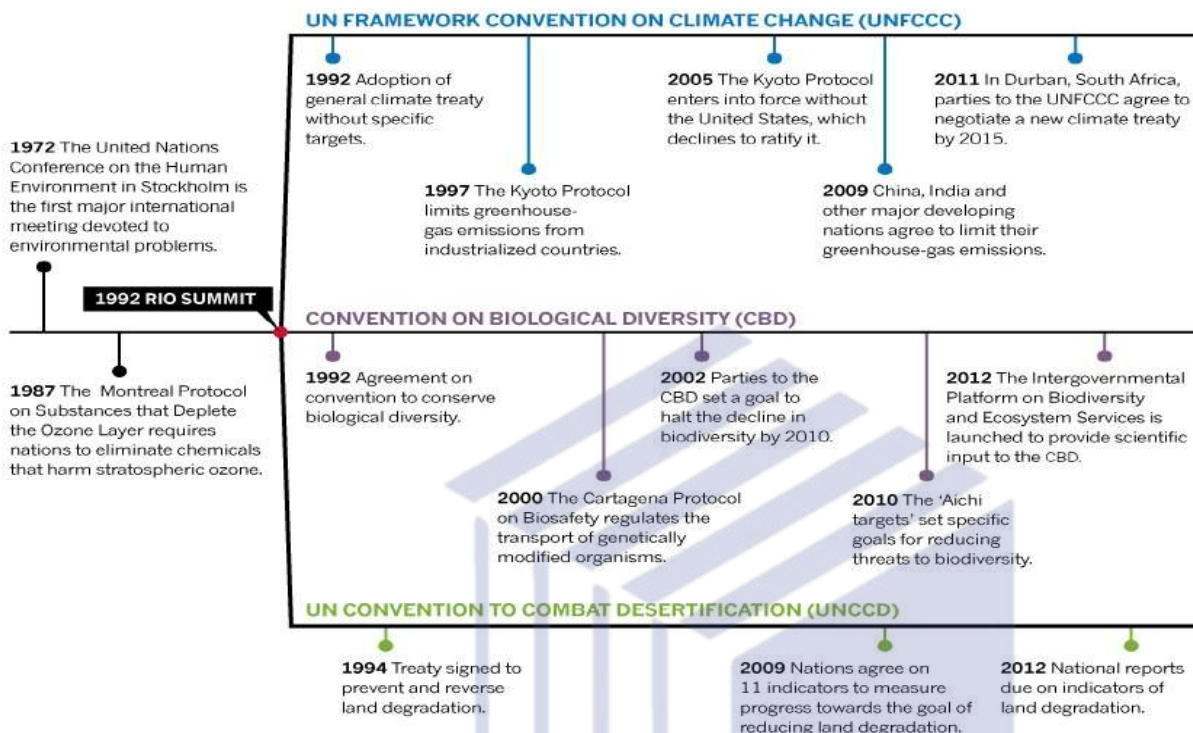 UN FRAMEWORK CONVENTION ON CLIMATE CHANGE (UNFCCC)
1992 Adoption of
general climate treaty
without specific
targets.
2005 The Kyoto Protocol
enters into force without
the United States, which
declines to ratify it.
2011 In Durban, South Africa,
parties to the UNFCCC agree to
negotiate a new climate treaty
by 2015.
1972 The United Nations
Conference on the Human
Environment in Stockholm is
the first major international
meeting devoted to
environmental problems.
1997 The Kyoto Protocol
limits greenhouse-
gas emissions from
industrialized countries.
2009 China, India and
other major developing
nations agree to limit their
greenhouse-gas emissions.
1992 RIO SUMMIT
CONVENTION ON BIOLOGICAL DIVERSITY (CBD)
1987 The Montreal Protocol
on Substances that Deplete
the Ozone Layer requires
nations to eliminate chemicals
that harm stratospheric ozone.
1992 Agreement on
convention to conserve
biological diversity.
2002 Parties to the
CBD set a goal to
halt the decline in
biodiversity by 2010.
2012 The Intergovernmental
Platform on Biodiversity
and Ecosystem Services is
launched to provide scientific
input to the CBD.
2000 The Cartagena Protocol
on Biosafety regulates the
transport of genetically
modified organisms.
2010 The ‘Aichi
targets’ set specific
goals for reducing
threats to biodiversity.
UN CONVENTION TO COMBAT DESERTIFICATION (UNCCD)
1994 Treaty signed to
prevent and reverse
land degradation.
2009 Nations agree on
11 indicators to measure
progress towards the goal of
reducing land degradation.
2012 National reports
due on indicators of
land degradation.